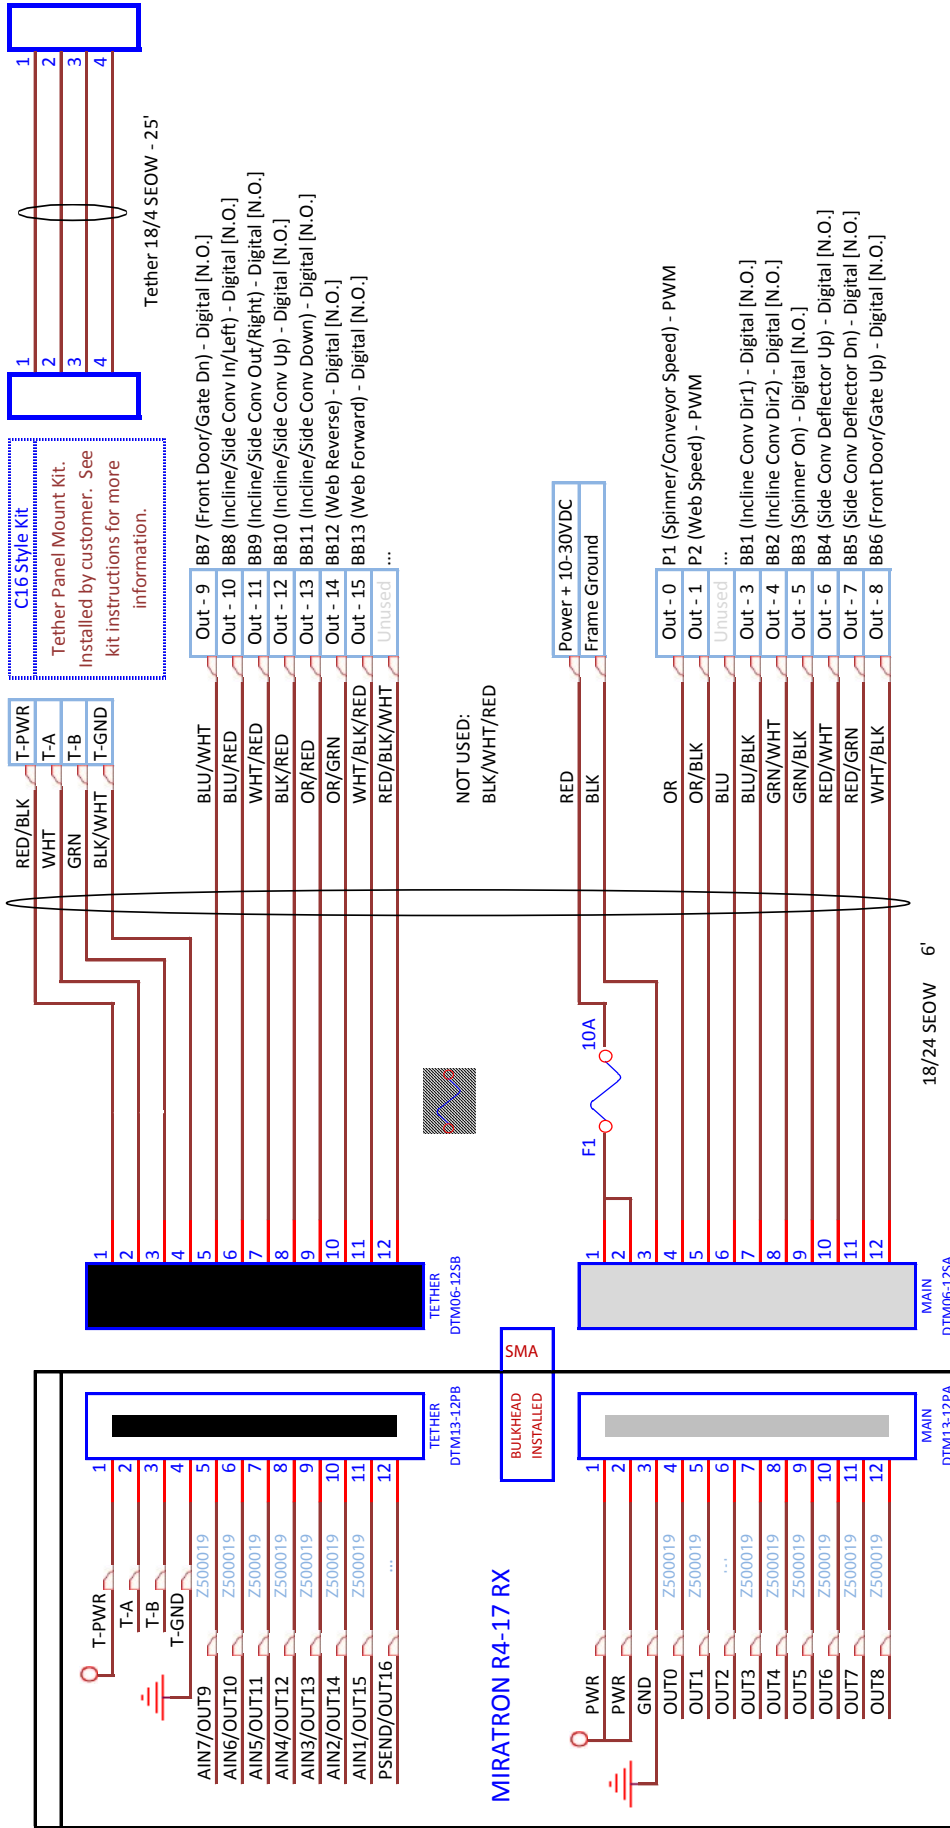 MIRATRON R4-17 RX
T-PWR
T-A
T-B
T-GND
AIN7/OUT9
AIN6/OUT10
AIN5/OUT11
AIN4/OUT12
AIN3/OUT13
AIN2/OUT14
AIN1/OUT15
PSEND/OUT16
Z500019
Z500019
Z500019
Z500019
Z500019
Z500019
Z500019
...
1
2
3
4
5
6
7
8
9
10
11
12
TETHER
DTM13-12PB
PWR
PWR
GND
OUT0
OUT1
OUT2
OUT3
OUT4
OUT5
OUT6
OUT7
OUT8
Z500019
Z500019
...
Z500019
Z500019
Z500019
Z500019
Z500019
Z500019
1
2
3
4
5
6
7
8
9
10
11
12
MAIN
DTM13-12PA
BULKHEAD
INSTALLED
SMA
TETHER
DTM06-12SB
1
2
3
4
5
6
7
8
9
10
11
12
MAIN
DTM06-12SA
1
2
3
4
5
6
7
8
9
10
11
12
F1
10A
18/24 SEOW 6'
RED/BLK
WHT
GRN
BLK/WHT
T-PWR
T-A
T-B
T-GND
BLU/WHT
BLU/RED
WHT/RED
BLK/RED
OR/RED
OR/GRN
WHT/BLK/RED
RED/BLK/WHT
NOT USED:
BLK/WHT/RED
RED
BLK
OR
OR/BLK
BLU
BLU/BLK
GRN/WHT
GRN/BLK
RED/WHT
RED/GRN
WHT/BLK
C16 Style Kit
Tether Panel Mount Kit.
Installed by customer. See
kit instructions for more
information.
Out - 9 BB7 (Front Door/Gate Dn) - Digital [N.O.]
Out - 10 BB8 (Incline/Side Conv In/Left) - Digital [N.O.]
Out - 11 BB9 (Incline/Side Conv Out/Right) - Digital [N.O.]
Out - 12 BB10 (Incline/Side Conv Up) - Digital [N.O.]
Out - 13 BB11 (Incline/Side Conv Down) - Digital [N.O.]
Out - 14 BB12 (Web Reverse) - Digital [N.O.]
Out - 15 BB13 (Web Forward) - Digital [N.O.]
Unused ...
Power + 10-30VDC
Frame Ground
Out - 0 P1 (Spinner/Conveyor Speed) - PWM
Out - 1 P2 (Web Speed) - PWM
Unused ...
Out - 3 BB1 (Incline Conv Dir1) - Digital [N.O.]
Out - 4 BB2 (Incline Conv Dir2) - Digital [N.O.]
Out - 5 BB3 (Spinner On) - Digital [N.O.]
Out - 6 BB4 (Side Conv Deflector Up) - Digital [N.O.]
Out - 7 BB5 (Side Conv Deflector Dn) - Digital [N.O.]
Out - 8 BB6 (Front Door/Gate Up) - Digital [N.O.]
1
2
3
4
Tether 18/4 SEOW - 25'
1
2
3
4